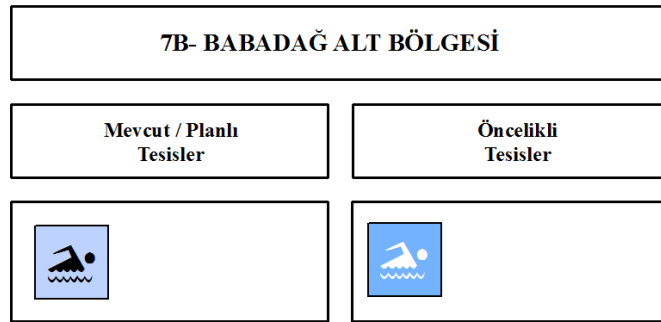 7B- BABADAĞ ALT BÖLGESİ
Mevcut / Planlı
Tesisler
Öncelikli
Tesisler